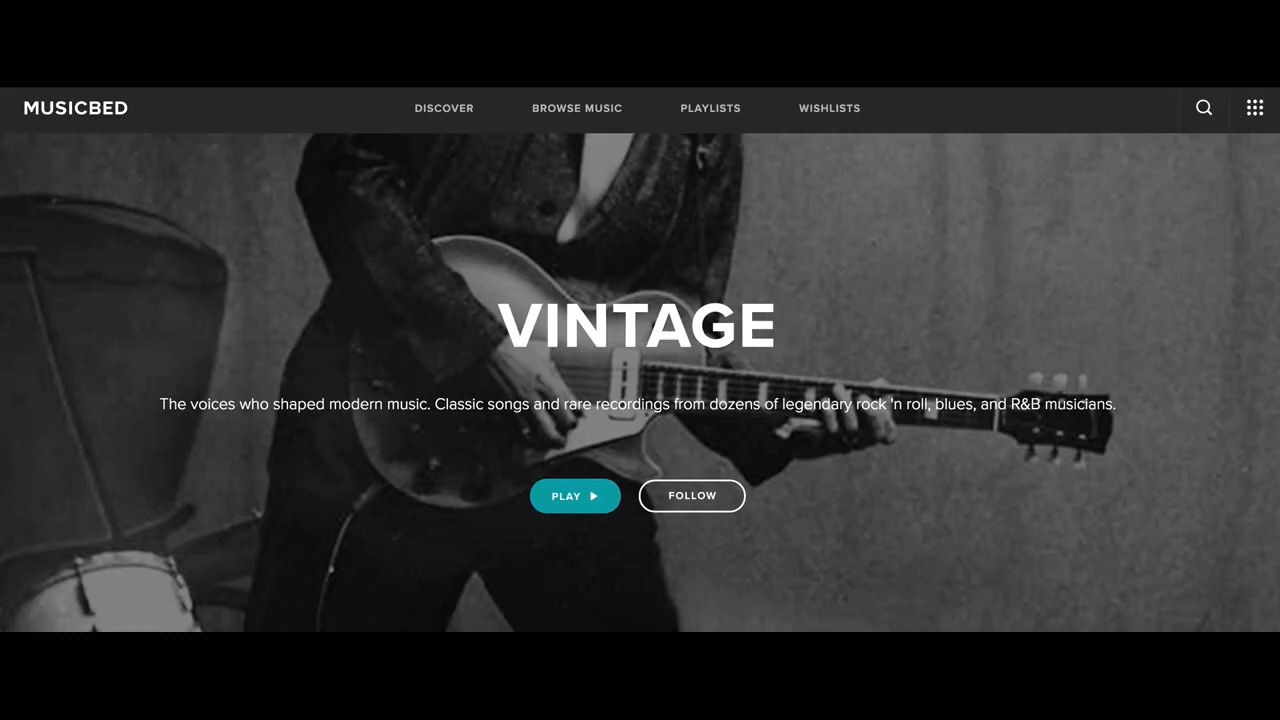 MUSICBED
DISCOVER
BROWSE MUSIC
PLAYLISTS
WISHLISTS
VINTAGE
The voices who shaped modern music. Classic songs and rare recordings from dozens of legendary rock 'n roll, blues, and R&B musicians.
PLAY
FOLLOW